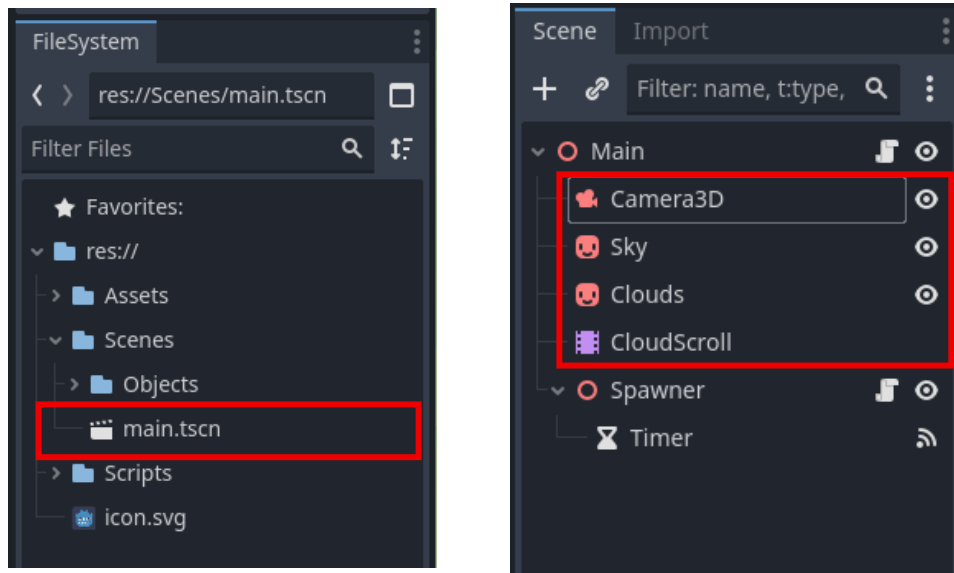 FileSystem
res://Scenes/main.tscn
Filter Files
Favorites:
res://
Assets
Scenes
Objects
main.tscn
Scripts
icon.svg
Scene Import
Filter: name, t:type,
Main
Camera3D
Sky
Clouds
CloudScroll
Spawner
Timer